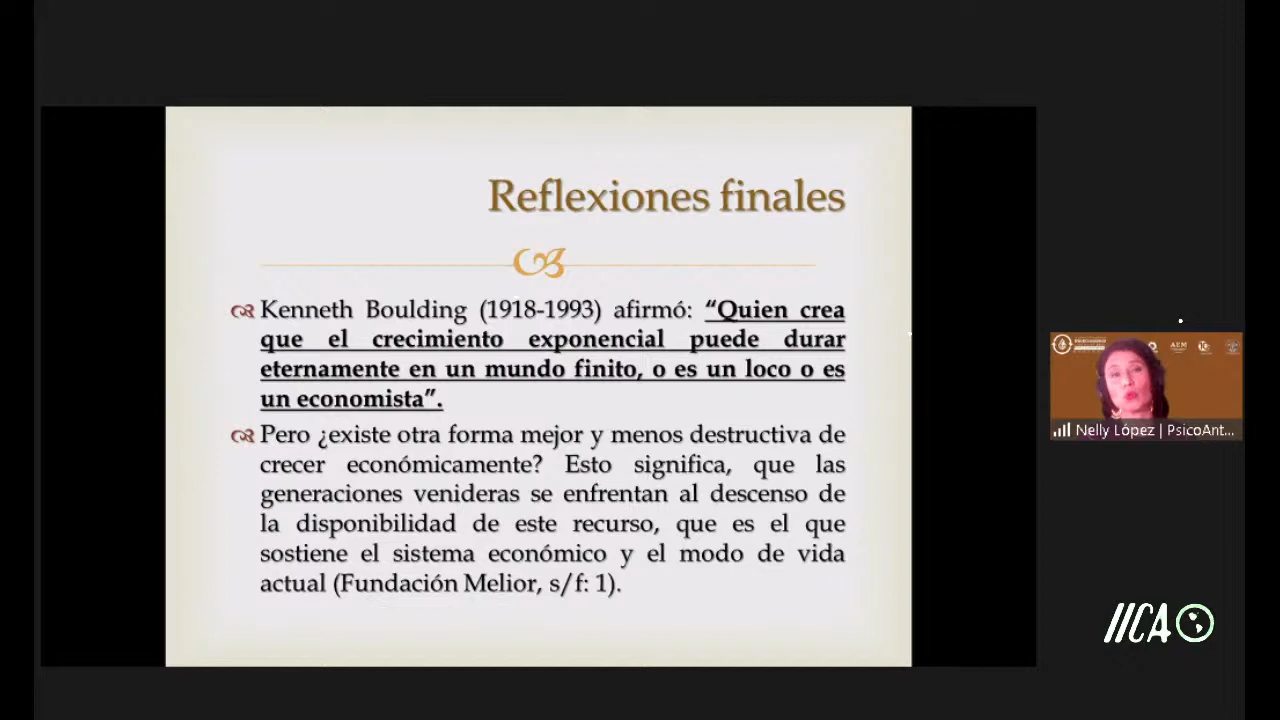 Reflexiones finales
Kenneth Boulding (1918-1993) afirmó: “Quien crea
que el crecimiento exponencial puede durar
eternamente en un mundo finito, o es un loco o es
un economista”.
Pero ¿existe otra forma mejor y menos destructiva de
crecer económicamente? Esto significa, que las
generaciones venideras se enfrentan al descenso de
la disponibilidad de este recurso, que es el que
sostiene el sistema económico y el modo de vida
actual (Fundación Melior, s/f: 1).
AEM
Nelly López | PsicoAnt...
IICA